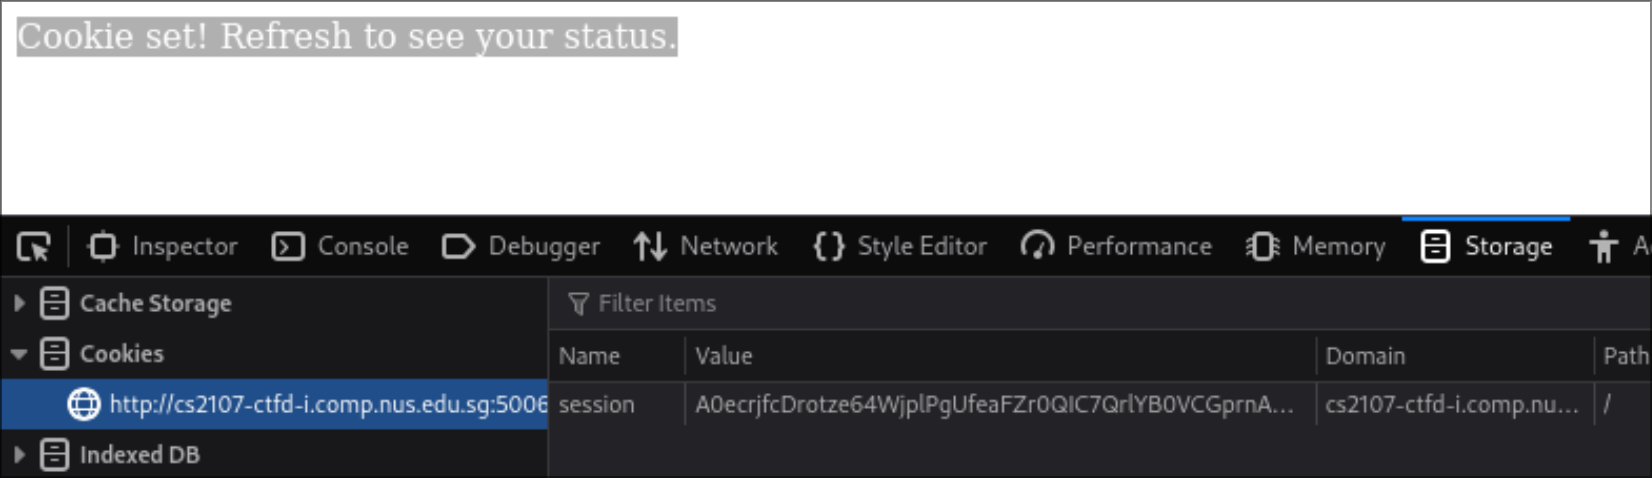 Cookie set! Refresh to see your status.
Inspector Console Debugger Network Style Editor Performance Memory Storage
Cache Storage
Filter Items
Cookies
Name Value Domain Path
http://cs2107-ctfd-i.comp.nus.edu.sg:5006 session A0ecrjfcDrotze64WjplPgUfeaFZr0QIC7QrlYB0VCGprnA... cs2107-ctfd-i.comp.nu... /
Indexed DB